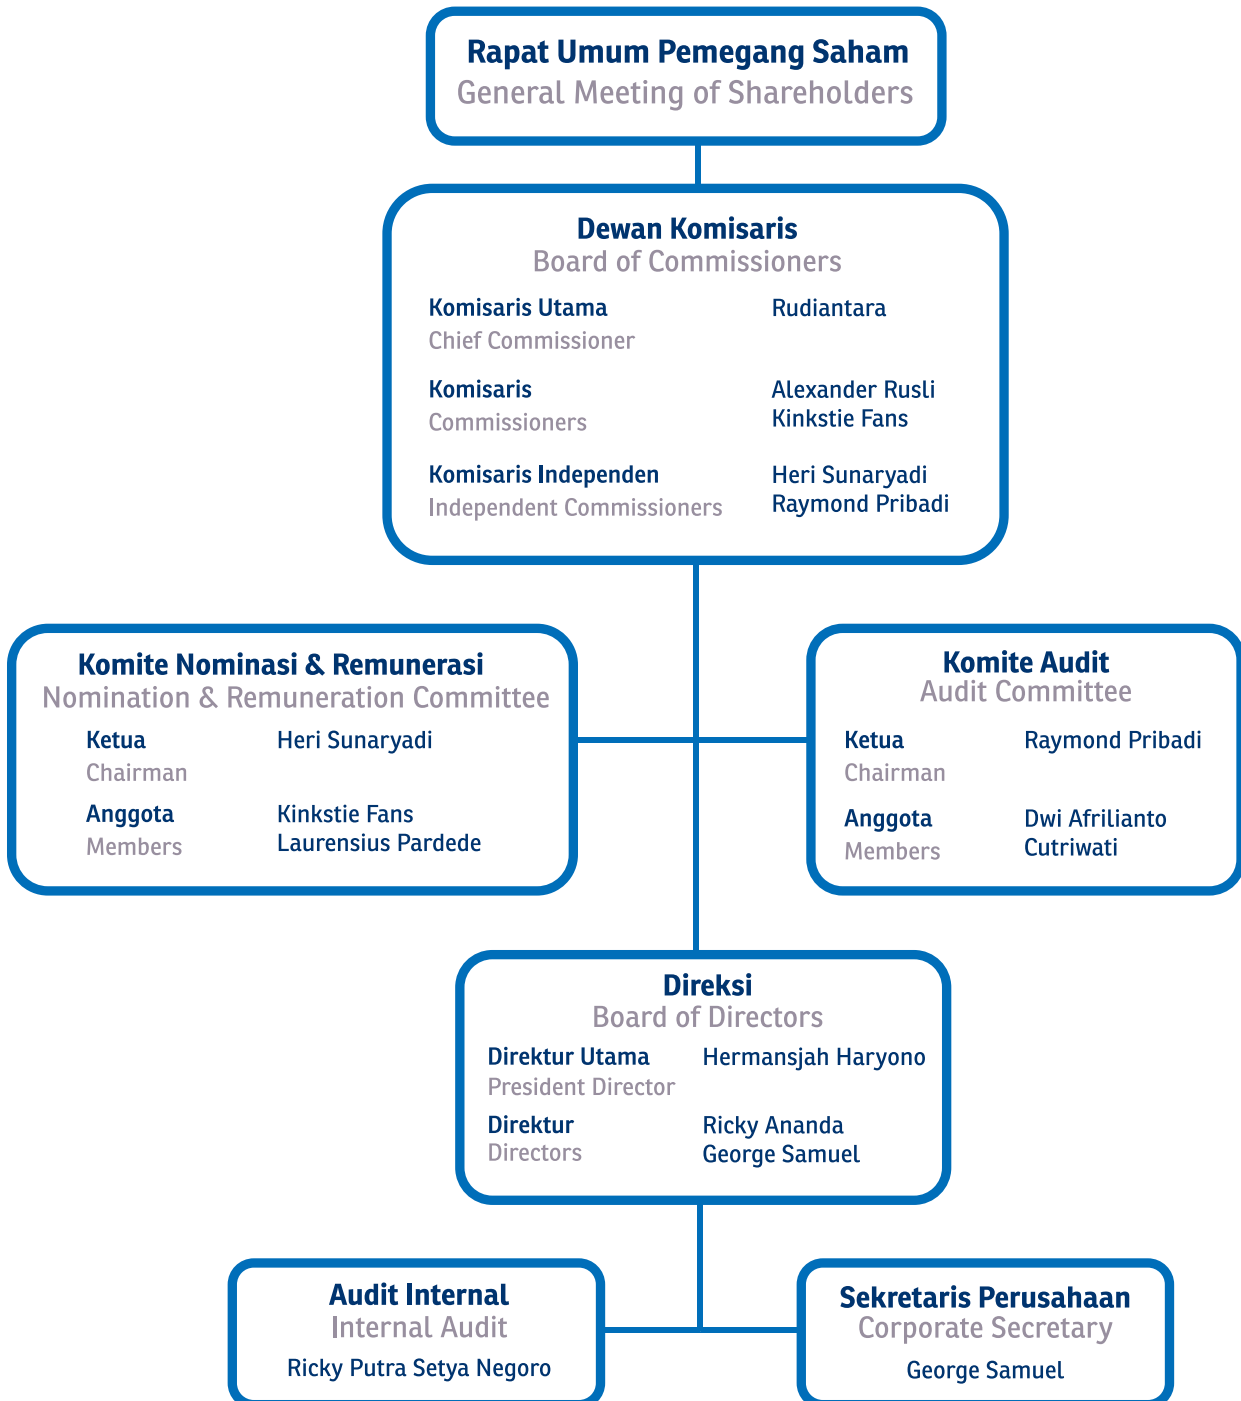 Rapat Umum Pemegang Saham
General Meeting of Shareholders
Dewan Komisaris
Board of Commissioners
Komisaris Utama Rudiantara
Chief Commissioner
Komisaris Alexander Rusli
Commissioners Kinkstie Fans
Komisaris Independen Heri Sunaryadi
Independent Commissioners Raymond Pribadi
Komite Nominasi & Remunerasi
Nomination & Remuneration Committee
Ketua Heri Sunaryadi
Chairman
Anggota Kinkstie Fans
Members Laurensius Pardede
Komite Audit
Audit Committee
Ketua Raymond Pribadi
Chairman
Anggota Dwi Afrilianto
Members Cutriwati
Direksi
Board of Directors
Direktur Utama Hermansjah Haryono
President Director
Direktur Ricky Ananda
Directors George Samuel
Audit Internal
Internal Audit
Ricky Putra Setya Negoro
Sekretaris Perusahaan
Corporate Secretary
George Samuel